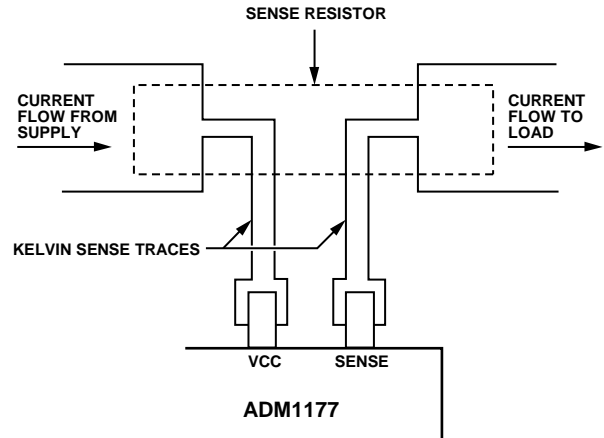 SENSE RESISTOR
CURRENT
FLOW FROM
SUPPLY
CURRENT
FLOW TO
LOAD
KELVIN SENSE TRACES
VCC
SENSE
ADM1177